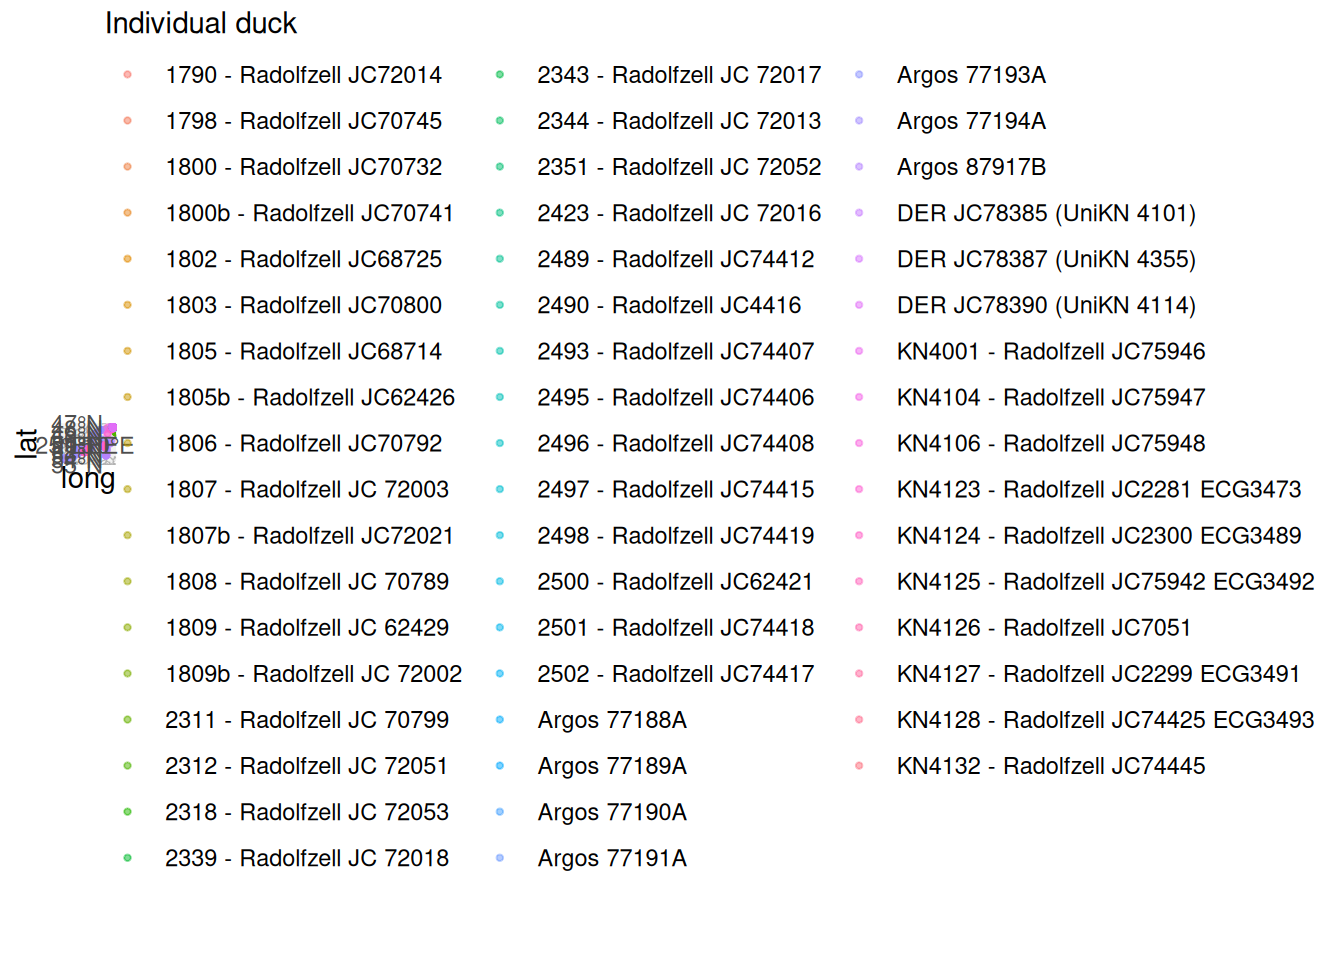 Individual duck
1790 - Radolfzell JC72014
1798 - Radolfzell JC70745
1800 - Radolfzell JC70732
1800b - Radolfzell JC70741
1802 - Radolfzell JC68725
1803 - Radolfzell JC70800
1805 - Radolfzell JC68714
1805b - Radolfzell JC62426
1806 - Radolfzell JC70792
1807 - Radolfzell JC 72003
1807b - Radolfzell JC72021
1808 - Radolfzell JC 70789
1809 - Radolfzell JC 62429
1809b - Radolfzell JC 72002
2311 - Radolfzell JC 70799
2312 - Radolfzell JC 72051
2318 - Radolfzell JC 72053
2339 - Radolfzell JC 72018
2343 - Radolfzell JC 72017
2344 - Radolfzell JC 72013
2351 - Radolfzell JC 72052
2423 - Radolfzell JC 72016
2489 - Radolfzell JC74412
2490 - Radolfzell JC4416
2493 - Radolfzell JC74407
2495 - Radolfzell JC74406
2496 - Radolfzell JC74408
2497 - Radolfzell JC74415
2498 - Radolfzell JC74419
2500 - Radolfzell JC62421
2501 - Radolfzell JC74418
2502 - Radolfzell JC74417
Argos 77188A
Argos 77189A
Argos 77190A
Argos 77191A
Argos 77193A
Argos 77194A
Argos 87917B
DER JC78385 (UniKN 4101)
DER JC78387 (UniKN 4355)
DER JC78390 (UniKN 4114)
KN4001 - Radolfzell JC75946
KN4104 - Radolfzell JC75947
KN4106 - Radolfzell JC75948
KN4123 - Radolfzell JC2281 ECG3473
KN4124 - Radolfzell JC2300 ECG3489
KN4125 - Radolfzell JC75942 ECG3492
KN4126 - Radolfzell JC7051
KN4127 - Radolfzell JC2299 ECG3491
KN4128 - Radolfzell JC74425 ECG3493
KN4132 - Radolfzell JC74445
lat
long